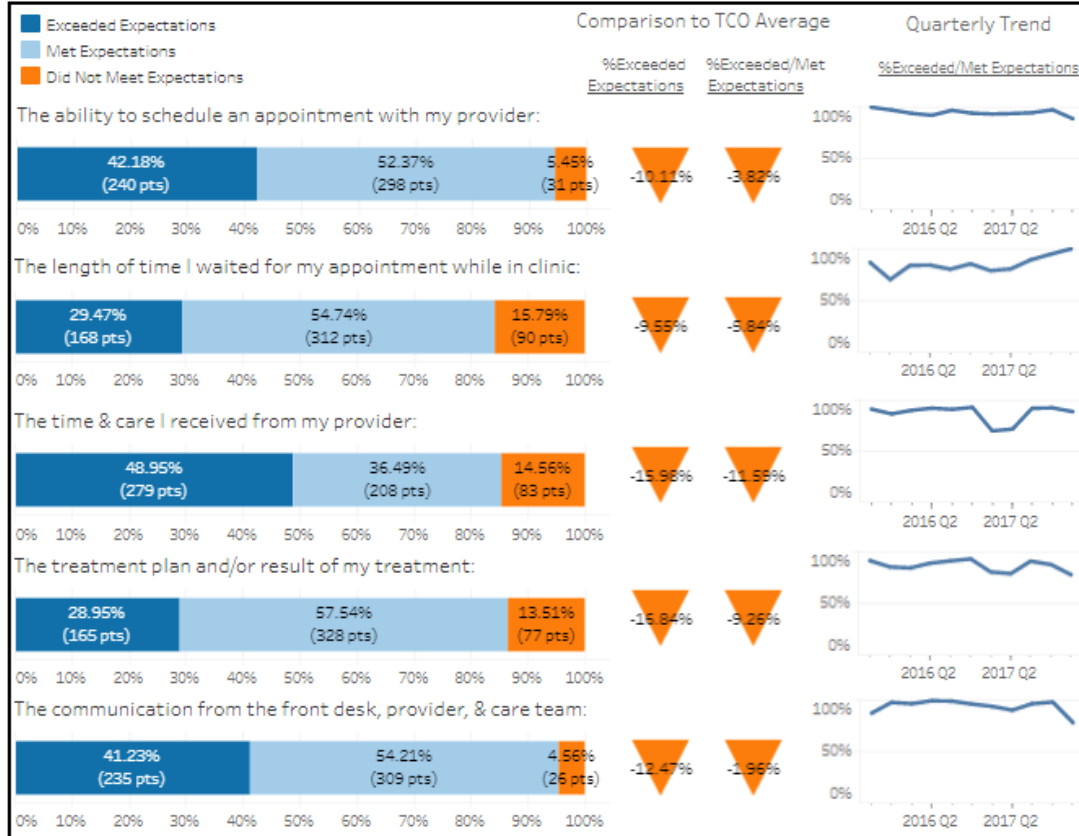 Exceeded Expectations
Met Expectations
Did Not Meet Expectations
Comparison to TCO Average
Quarterly Trend
%Exceeded Expectations
%Exceeded/Met Expectations
%Exceeded/Met Expectations
The ability to schedule an appointment with my provider:
42.18%
(240 pts)
52.37%
(298 pts)
5.45%
(31 pts)
0% 10% 20% 30% 40% 50% 60% 70% 80% 90% 100%
-10.11%
-3.82%
100%
50%
0%
2016 Q2 2017 Q2
The length of time I waited for my appointment while in clinic:
29.47%
(168 pts)
54.74%
(312 pts)
15.79%
(90 pts)
0% 10% 20% 30% 40% 50% 60% 70% 80% 90% 100%
-9.55%
-5.84%
100%
50%
0%
2016 Q2 2017 Q2
The time & care I received from my provider:
48.95%
(279 pts)
36.49%
(208 pts)
14.56%
(83 pts)
0% 10% 20% 30% 40% 50% 60% 70% 80% 90% 100%
-15.98%
-11.59%
100%
50%
0%
2016 Q2 2017 Q2
The treatment plan and/or result of my treatment:
28.95%
(165 pts)
57.54%
(328 pts)
13.51%
(77 pts)
0% 10% 20% 30% 40% 50% 60% 70% 80% 90% 100%
-16.84%
-9.26%
100%
50%
0%
2016 Q2 2017 Q2
The communication from the front desk, provider, & care team:
41.23%
(235 pts)
54.21%
(309 pts)
4.56%
(26 pts)
0% 10% 20% 30% 40% 50% 60% 70% 80% 90% 100%
-12.47%
-1.96%
100%
50%
0%
2016 Q2 2017 Q2